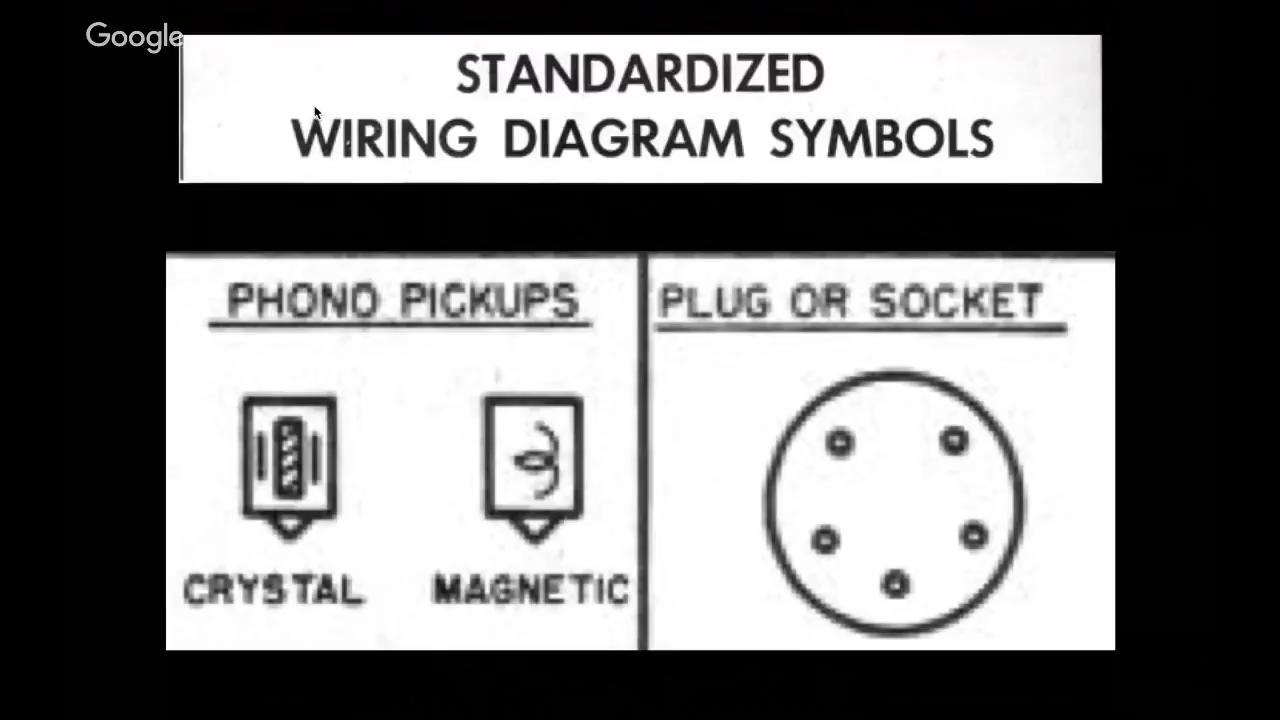 Google
STANDARDIZED
WIRING DIAGRAM SYMBOLS
PHONO PICKUPS
PLUG OR SOCKET
CRYSTAL
MAGNETIC